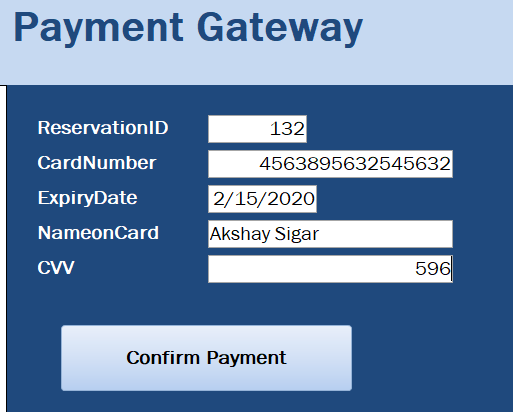 Payment Gateway
ReservationID 132
CardNumber 4563895632545632
ExpiryDate 2/15/2020
NameonCard Akshay Sigar
CVV 596
Confirm Payment